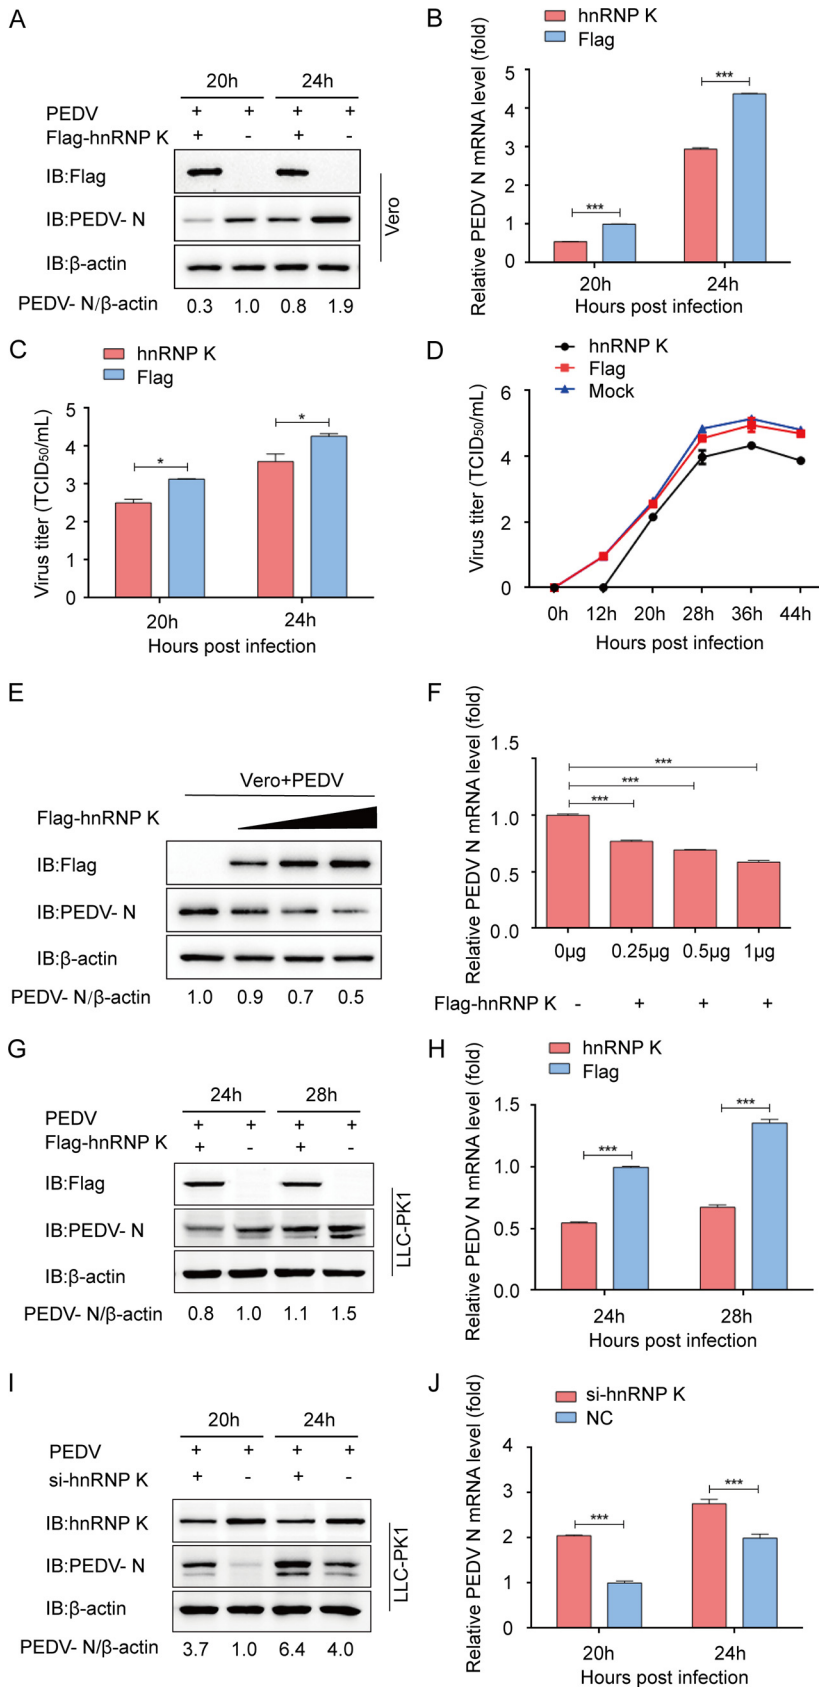 A
20h 24h
PEDV + + + +
Flag-hnRNP K + - + -
IB:Flag
IB:PEDV- N
IB:β-actin
Vero
PEDV- N/β-actin 0.3 1.0 0.8 1.9
B
hnRNP K
Flag
Relative PEDV N mRNA level (fold)
5
4
3
2
1
0
***
***
20h 24h
Hours post infection
C
hnRNP K
Flag
Virus titer (TCID50/mL)
5
4
3
2
1
0
*
*
20h 24h
Hours post infection
D
hnRNP K
Flag
Mock
Virus titer (TCID50/mL)
6
4
2
0
0h 12h 20h 28h 36h 44h
Hours post infection
E
Vero+PEDV
Flag-hnRNP K
IB:Flag
IB:PEDV- N
IB:β-actin
PEDV- N/β-actin 1.0 0.9 0.7 0.5
F
Relative PEDV N mRNA level (fold)
1.5
1.0
0.5
0.0
***
***
***
0μg 0.25μg 0.5μg 1μg
Flag-hnRNP K - + + +
G
24h 28h
PEDV + + + +
Flag-hnRNP K + - + -
IB:Flag
IB:PEDV- N
IB:β-actin
LLC-PK1
PEDV- N/β-actin 0.8 1.0 1.1 1.5
H
hnRNP K
Flag
Relative PEDV N mRNA level (fold)
1.5
1.0
0.5
0.0
***
***
24h 28h
Hours post infection
I
20h 24h
PEDV + + + +
si-hnRNP K + - + -
IB:hnRNP K
IB:PEDV- N
IB:β-actin
LLC-PK1
PEDV- N/β-actin 3.7 1.0 6.4 4.0
J
si-hnRNP K
NC
Relative PEDV N mRNA level (fold)
4
3
2
1
0
***
***
20h 24h
Hours post infection